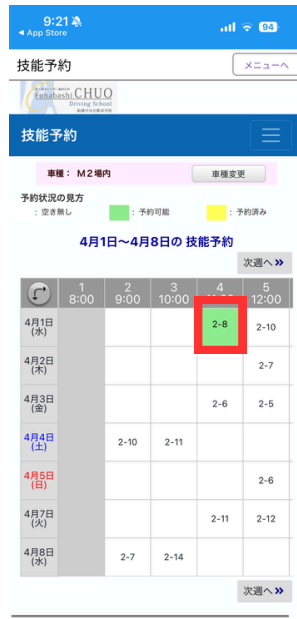 9:21 94
◀ App Store
技能予約 メニューへ
Funabashi CHUO
Driving School
技能予約
車種： M2場内 車種変更
予約状況の見方
：空き無し ：予約可能 ：予約済み
4月1日～4月8日の 技能予約
次週へ»
1 2 3 4 5
8:00 9:00 10:00 12:00
4月1日(水) 2-8 2-10
4月2日(木) 2-7
4月3日(金) 2-6 2-5
4月4日(土) 2-10 2-11
4月5日(日) 2-6
4月7日(火) 2-11 2-12
4月8日(水) 2-7 2-14
次週へ»